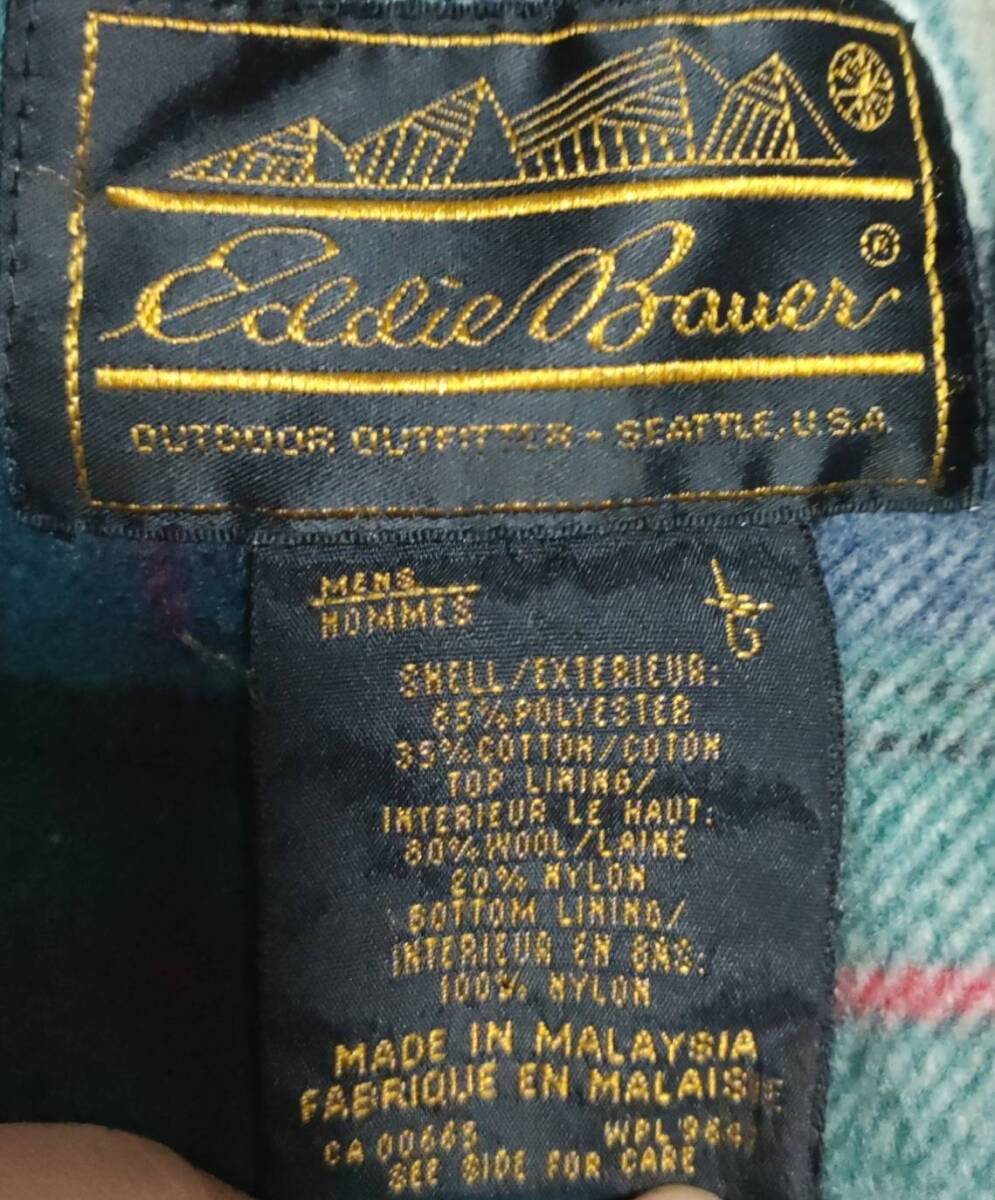 Eddie Bauer ®
OUTDOOR OUTFITTER - SEATTLE, U.S.A.
MENS
HOMMES
SHELL/EXTERIEUR:
65% POLYESTER
35% COTTON/COTON
TOP LINING/
INTERIEUR LE HAUT:
80% WOOL/LAINE
20% NYLON
BOTTOM LINING/
INTERIEUR EN BAS:
100% NYLON
MADE IN MALAYSIA
FABRIQUE EN MALAISIE
CA 00665
SEE SIDE FOR CARE